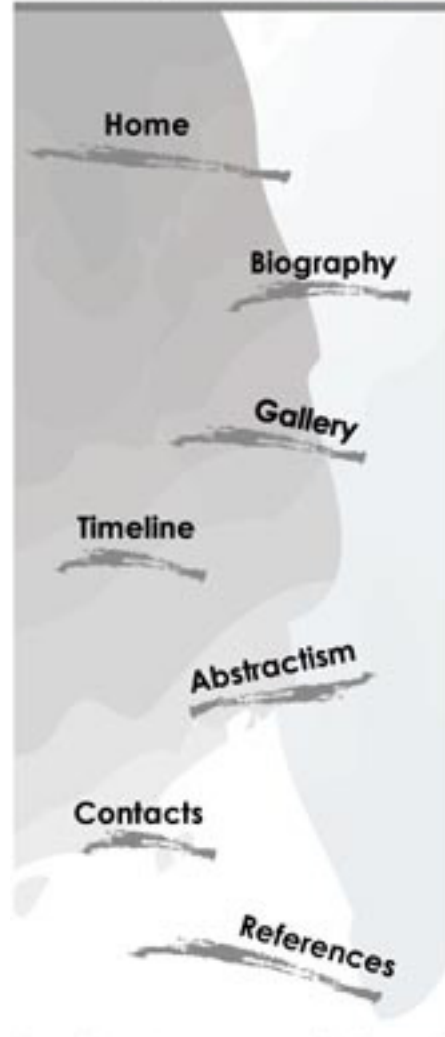 Home
Biography
Gallery
Timeline
Abstractism
Contacts
References